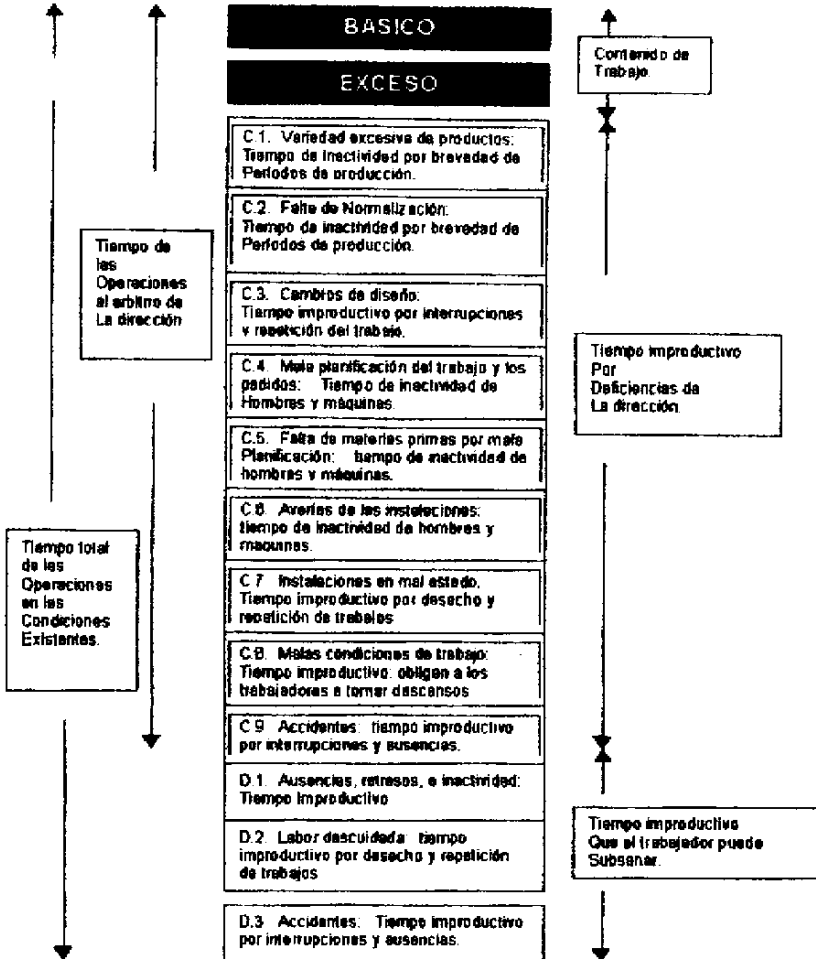 BASICO
EXCESO
Contenido de
Trabajo.
C.1. Variedad excesiva de productos:
Tiempo de inactividad por brevedad de
Periodos de producción.
C.2. Falta de Normalización:
Tiempo de inactividad por brevedad de
Periodos de producción.
C.3. Cambios de diseño:
Tiempo improductivo por interrupciones
y repetición del trabajo.
C.4. Mala planificación del trabajo y los
pedidos: Tiempo de inactividad de
Hombres y máquinas.
C.5. Falta de materias primas por mala
Planificación: tiempo de inactividad de
hombres y máquinas.
C.6. Averías de las instalaciones:
tiempo de inactividad de hombres y
maquinas.
C.7 Instalaciones en mal estado.
Tiempo improductivo por desecho y
repetición de trabajos
C.8. Malas condiciones de trabajo:
Tiempo improductivo: obligan a los
trabajadores a tomar descansos
C.9 Accidentes: tiempo improductivo
por interrupciones y ausencias.
D.1. Ausencias, retrasos, e inactividad:
Tiempo Improductivo
D.2. Labor descuidada: tiempo
improductivo por desecho y repetición
de trabajos
D.3 Accidentes: Tiempo improductivo
por interrupciones y ausencias.
Tiempo de
las
Operaciones
al arbitro de
La dirección
Tiempo total
de las
Operaciones
en las
Condiciones
Existentes.
Tiempo improductivo
Por
Deficiencias de
La dirección.
Tiempo improductivo
Que el trabajador puede
Subsanar.